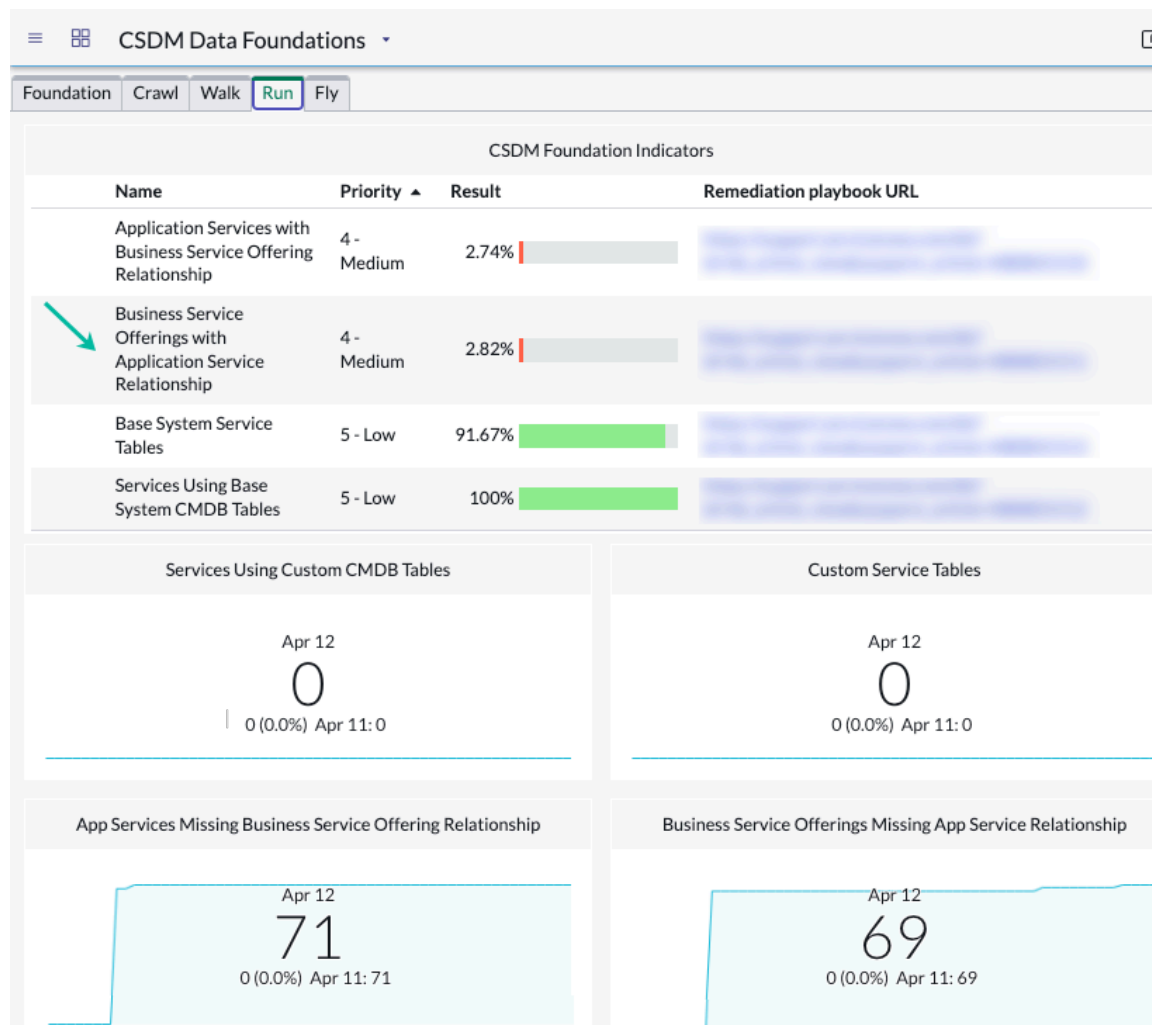 CSDM Data Foundations
Foundation Crawl Walk Run Fly
CSDM Foundation Indicators
Name Priority Result Remediation playbook URL
Application Services with
Business Service Offering
Relationship
4 -
Medium
2.74%
Business Service
Offerings with
Application Service
Relationship
4 -
Medium
2.82%
Base System Service
Tables
5 - Low
91.67%
Services Using Base
System CMDB Tables
5 - Low
100%
Services Using Custom CMDB Tables
Apr 12
0
0 (0.0%) Apr 11: 0
Custom Service Tables
Apr 12
0
0 (0.0%) Apr 11: 0
App Services Missing Business Service Offering Relationship
Apr 12
71
0 (0.0%) Apr 11: 71
Business Service Offerings Missing App Service Relationship
Apr 12
69
0 (0.0%) Apr 11: 69